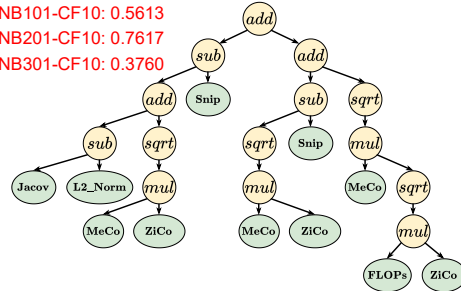 NB101-CF10: 0.5613
add
NB201-CF10: 0.7617
NB301-CF10: 0.3760
sub add
add Snip sub sqrt
sub sqrt sqrt Snip mul
Jacov L2_Norm mul mul MeCo sqrt
MeCo ZiCo MeCo ZiCo mul
FLOPs ZiCo